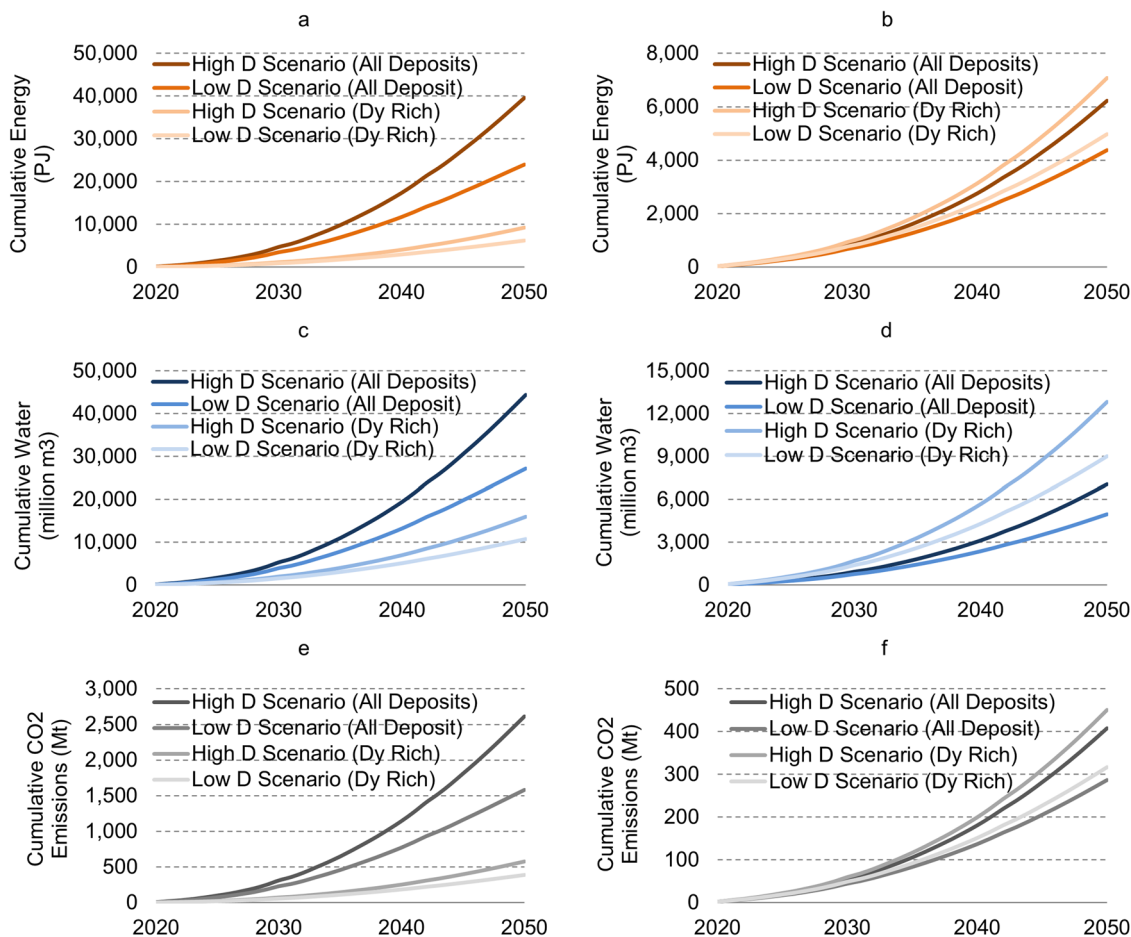 a
Cumulative Energy
(PJ)
50,000
40,000
30,000
20,000
10,000
0
High D Scenario (All Deposits)
Low D Scenario (All Deposit)
High D Scenario (Dy Rich)
Low D Scenario (Dy Rich)
2020 2030 2040 2050
b
Cumulative Energy
(PJ)
8,000
6,000
4,000
2,000
0
High D Scenario (All Deposits)
Low D Scenario (All Deposit)
High D Scenario (Dy Rich)
Low D Scenario (Dy Rich)
2020 2030 2040 2050
c
Cumulative Water
(million m3)
50,000
40,000
30,000
20,000
10,000
0
High D Scenario (All Deposits)
Low D Scenario (All Deposit)
High D Scenario (Dy Rich)
Low D Scenario (Dy Rich)
2020 2030 2040 2050
d
Cumulative Water
(million m3)
15,000
12,000
9,000
6,000
3,000
0
High D Scenario (All Deposits)
Low D Scenario (All Deposit)
High D Scenario (Dy Rich)
Low D Scenario (Dy Rich)
2020 2030 2040 2050
e
Cumulative CO2
Emissions (Mt)
3,000
2,500
2,000
1,500
1,000
500
0
High D Scenario (All Deposits)
Low D Scenario (All Deposit)
High D Scenario (Dy Rich)
Low D Scenario (Dy Rich)
2020 2030 2040 2050
f
Cumulative CO2
Emissions (Mt)
500
400
300
200
100
0
High D Scenario (All Deposits)
Low D Scenario (All Deposit)
High D Scenario (Dy Rich)
Low D Scenario (Dy Rich)
2020 2030 2040 2050